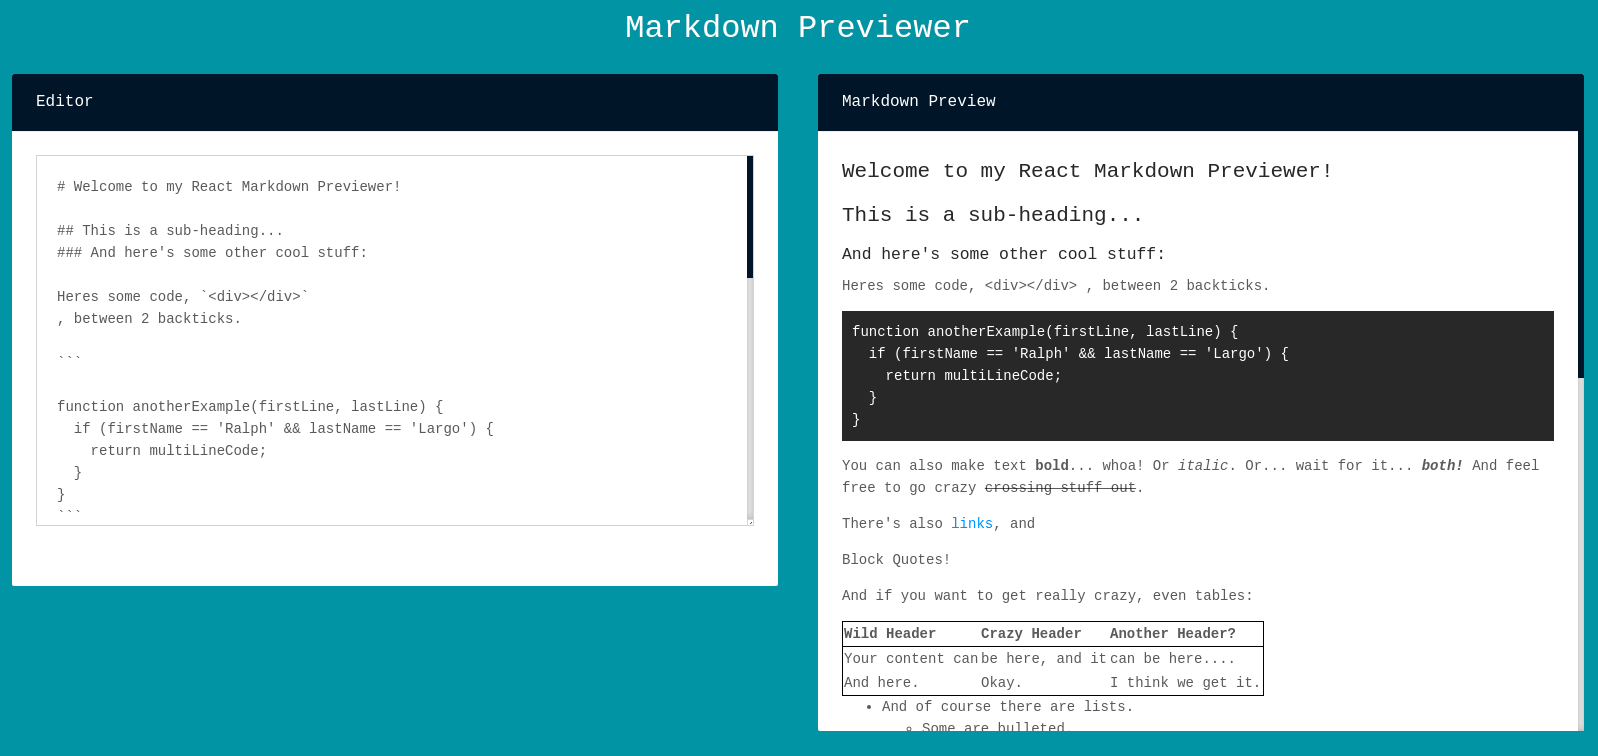 Markdown Previewer
Editor
# Welcome to my React Markdown Previewer!
## This is a sub-heading...
### And here's some other cool stuff:
Heres some code, `<div></div>`
, between 2 backticks.
```
function anotherExample(firstLine, lastLine) {
  if (firstName == 'Ralph' && lastName == 'Largo') {
    return multiLineCode;
  }
}
```
Markdown Preview
Welcome to my React Markdown Previewer!
This is a sub-heading...
And here's some other cool stuff:
Heres some code, <div></div> , between 2 backticks.
function anotherExample(firstLine, lastLine) {
  if (firstName == 'Ralph' && lastName == 'Largo') {
    return multiLineCode;
  }
}
You can also make text bold... whoa! Or italic. Or... wait for it... both! And feel
free to go crazy crossing stuff out.
There's also links, and
Block Quotes!
And if you want to get really crazy, even tables:
Wild Header Crazy Header Another Header?
Your content can be here, and it can be here....
And here. Okay. I think we get it.
• And of course there are lists.
◦ Some are bulleted.